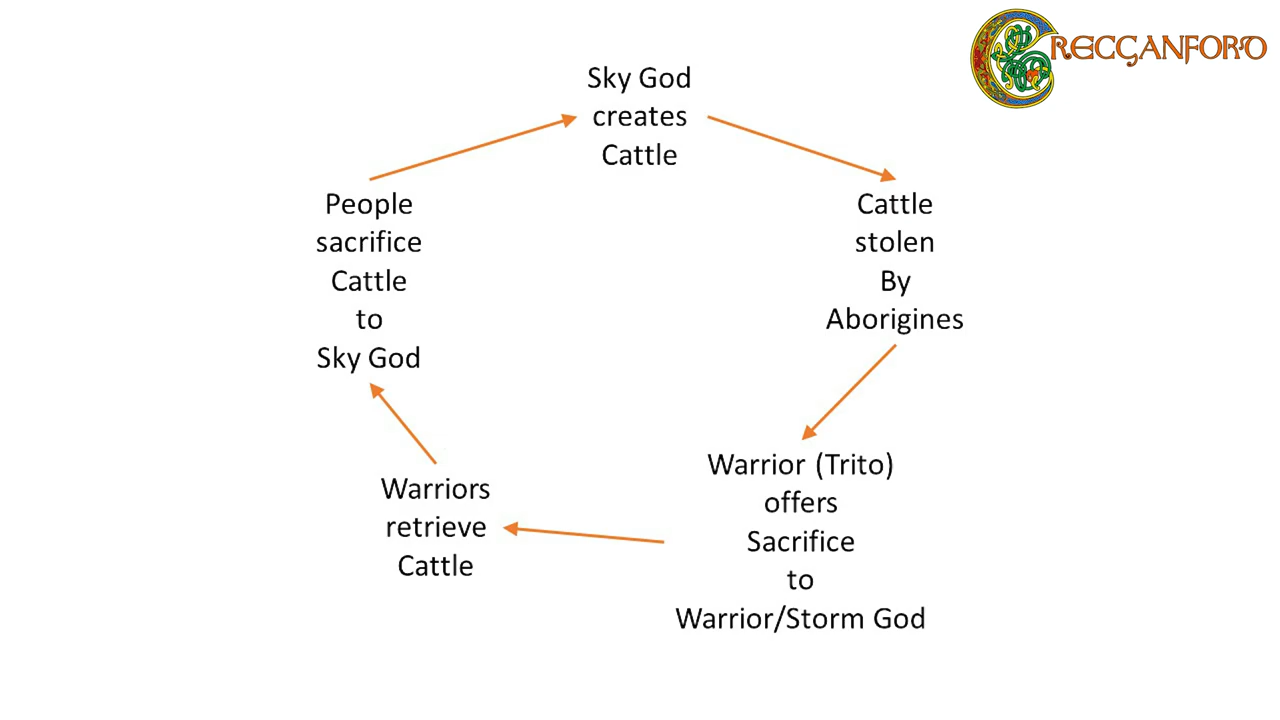 CRECGANFORD
Sky God
creates
Cattle
Cattle
stolen
By
Aborigines
Warrior (Trito)
offers
Sacrifice
to
Warrior/Storm God
Warriors
retrieve
Cattle
People
sacrifice
Cattle
to
Sky God